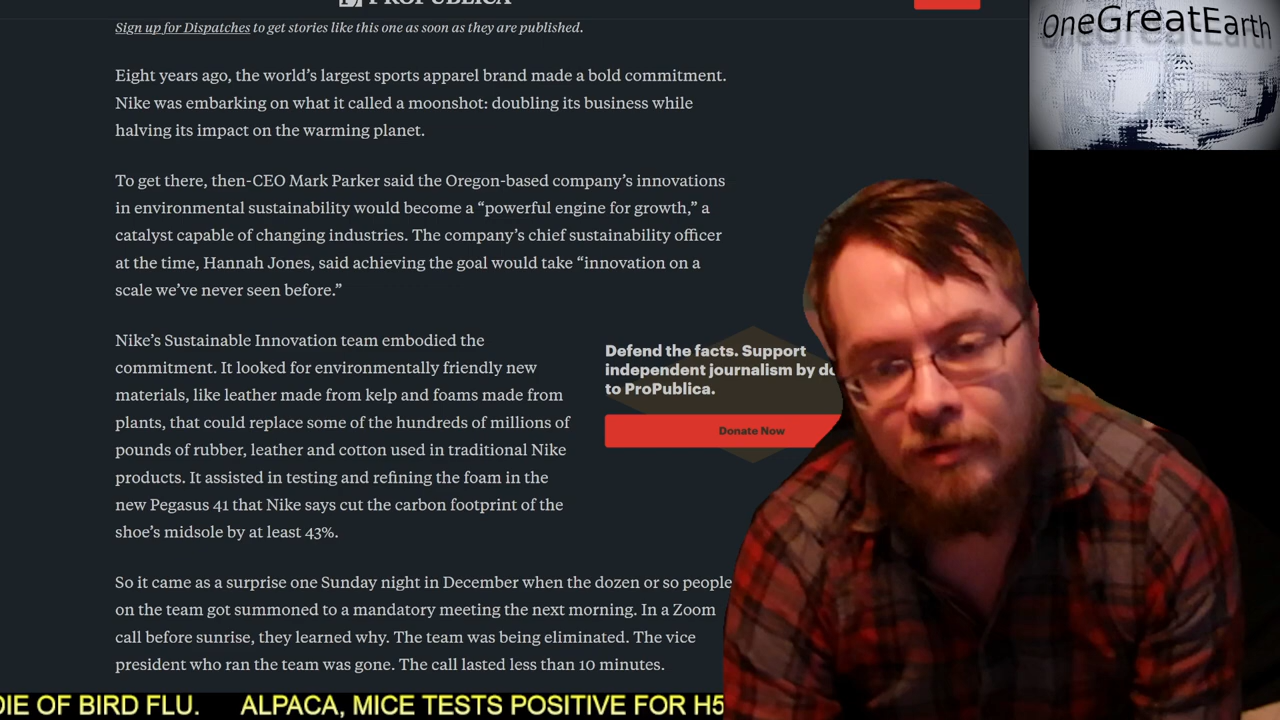 PROPUBLICA
OneGreatEarth
Sign up for Dispatches to get stories like this one as soon as they are published.
Eight years ago, the world’s largest sports apparel brand made a bold commitment.
Nike was embarking on what it called a moonshot: doubling its business while
halving its impact on the warming planet.
To get there, then-CEO Mark Parker said the Oregon-based company’s innovations
in environmental sustainability would become a “powerful engine for growth,” a
catalyst capable of changing industries. The company’s chief sustainability officer
at the time, Hannah Jones, said achieving the goal would take “innovation on a
scale we’ve never seen before.”
Nike’s Sustainable Innovation team embodied the
commitment. It looked for environmentally friendly new
materials, like leather made from kelp and foams made from
plants, that could replace some of the hundreds of millions of
pounds of rubber, leather and cotton used in traditional Nike
products. It assisted in testing and refining the foam in the
new Pegasus 41 that Nike says cut the carbon footprint of the
shoe’s midsole by at least 43%.
Defend the facts. Support
independent journalism by do
to ProPublica.
Donate Now
So it came as a surprise one Sunday night in December when the dozen or so people
on the team got summoned to a mandatory meeting the next morning. In a Zoom
call before sunrise, they learned why. The team was being eliminated. The vice
president who ran the team was gone. The call lasted less than 10 minutes.
DIE OF BIRD FLU. ALPACA, MICE TESTS POSITIVE FOR H5